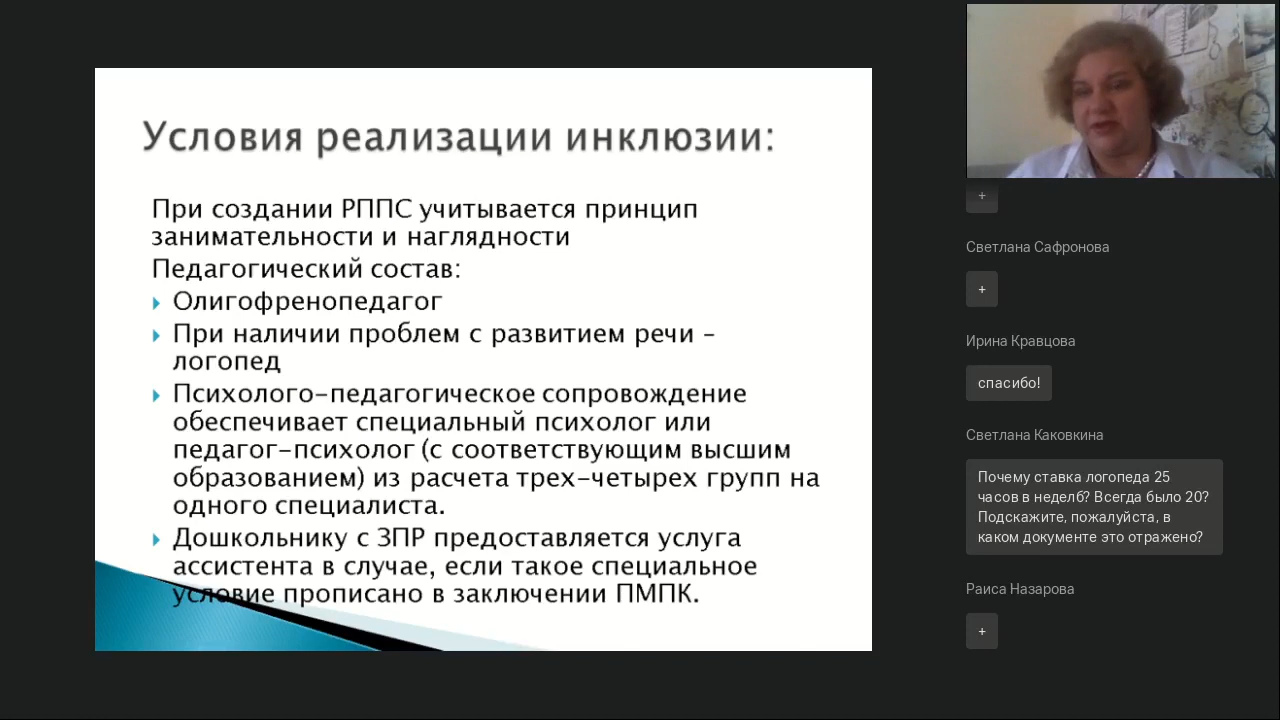 Условия реализации инклюзии:
При создании РППС учитывается принцип
занимательности и наглядности
Педагогический состав:
Олигофренопедагог
При наличии проблем с развитием речи –
логопед
Психолого-педагогическое сопровождение
обеспечивает специальный психолог или
педагог-психолог (с соответствующим высшим
образованием) из расчета трех-четырех групп на
одного специалиста.
Дошкольнику с ЗПР предоставляется услуга
ассистента в случае, если такое специальное
условие прописано в заключении ПМПК.
+
Светлана Сафронова
+
Ирина Кравцова
спасибо!
Светлана Каковкина
Почему ставка логопеда 25
часов в неделб? Всегда было 20?
Подскажите, пожалуйста, в
каком документе это отражено?
Раиса Назарова
+